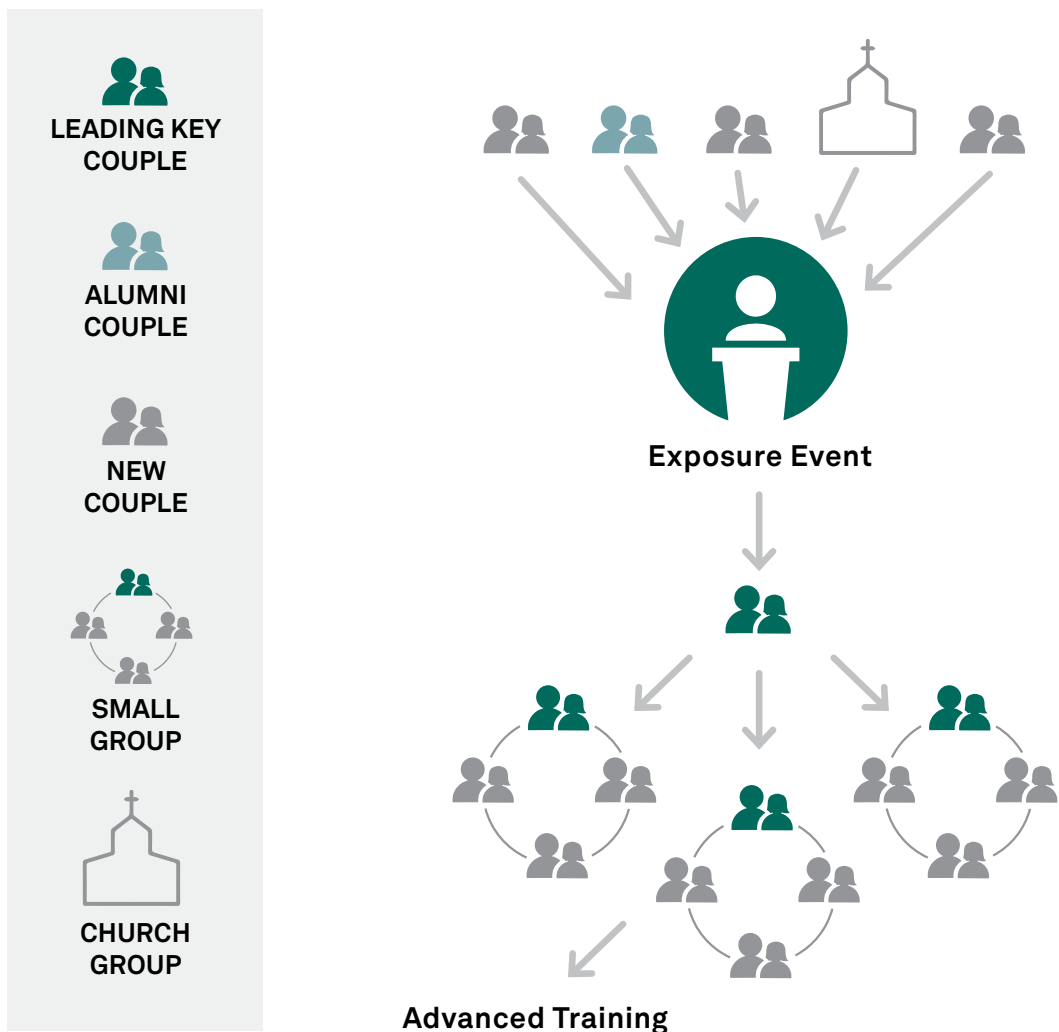 LEADING KEY
COUPLE
ALUMNI
COUPLE
NEW
COUPLE
SMALL
GROUP
CHURCH
GROUP
Exposure Event
Advanced Training